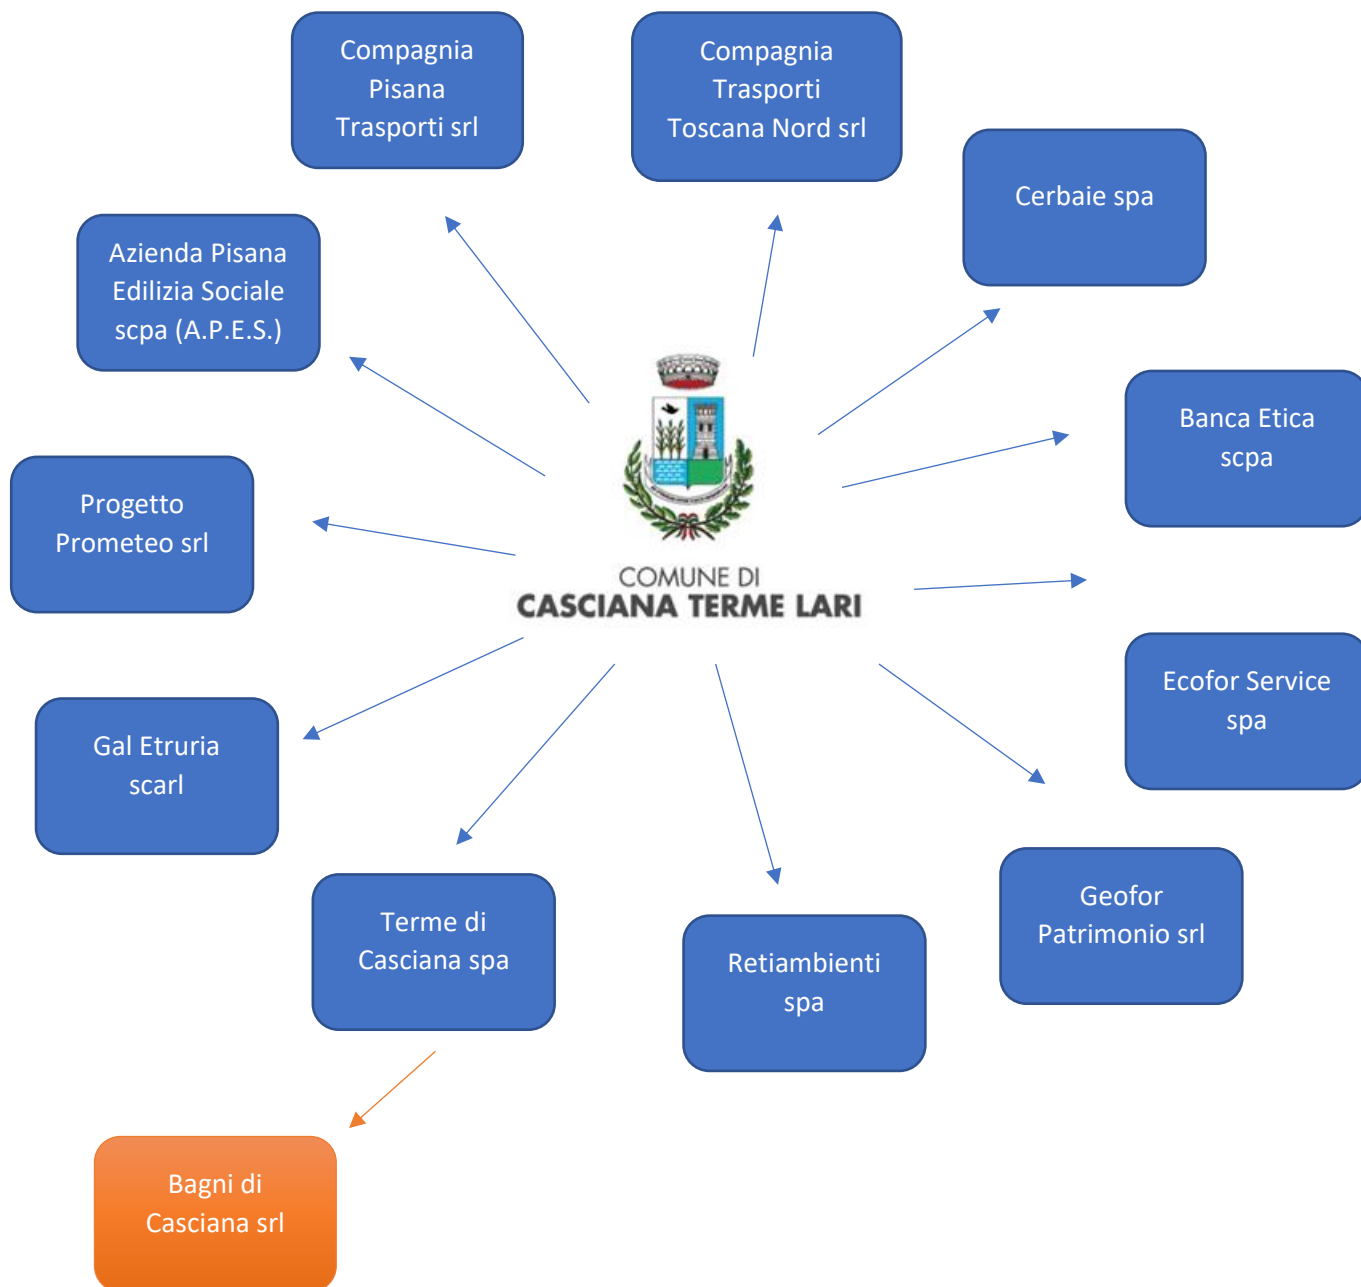 Compagnia
Pisana
Trasporti srl
Compagnia
Trasporti
Toscana Nord srl
Cerbaie spa
Azienda Pisana
Edilizia Sociale
scpa (A.P.E.S.)
Banca Etica
scpa
Progetto
Prometeo srl
COMUNE DI
CASCIANA TERME LARI
Ecofor Service
spa
Gal Etruria
scarl
Geofor
Patrimonio srl
Terme di
Casciana spa
Retiambienti
spa
Bagni di
Casciana srl